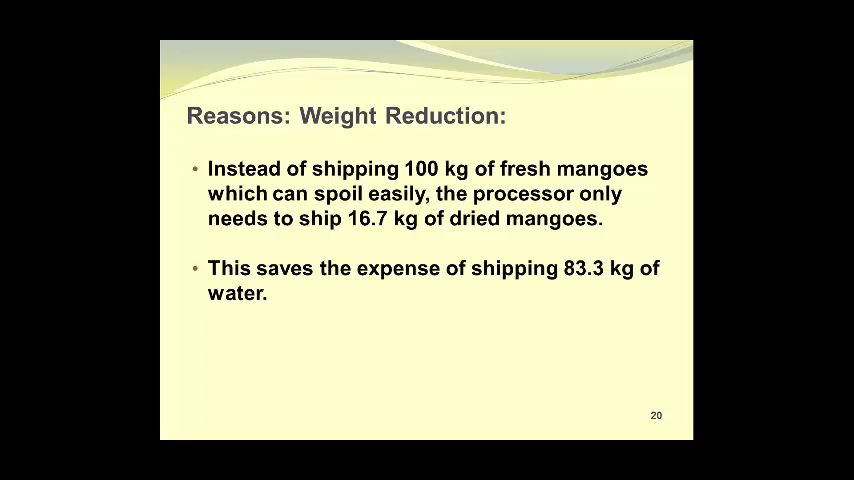 Reasons: Weight Reduction:
• Instead of shipping 100 kg of fresh mangoes
which can spoil easily, the processor only
needs to ship 16.7 kg of dried mangoes.
• This saves the expense of shipping 83.3 kg of
water.
20